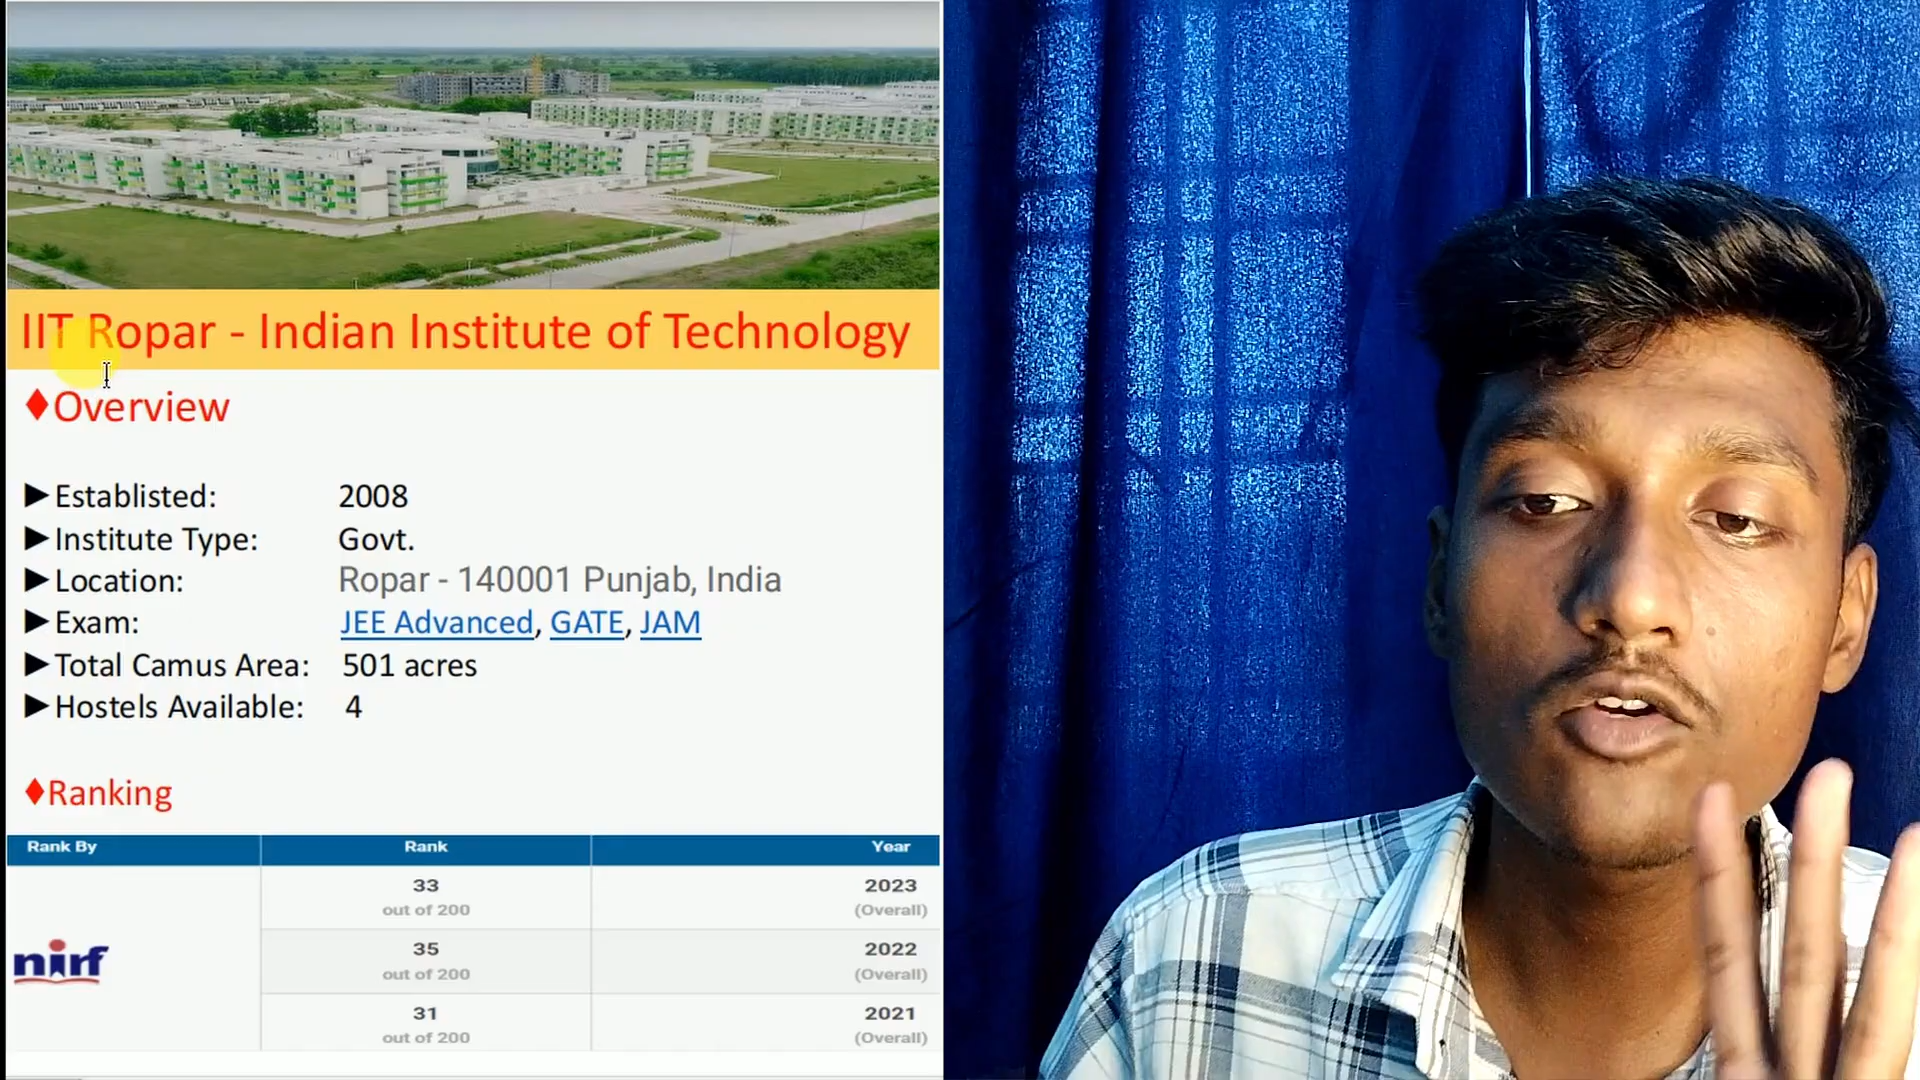 IIT Ropar - Indian Institute of Technology
♦Overview
►Establisted: 2008
►Institute Type: Govt.
►Location: Ropar - 140001 Punjab, India
►Exam: JEE Advanced, GATE, JAM
►Total Camus Area: 501 acres
►Hostels Available: 4
♦Ranking
Rank By Rank Year
33 2023
out of 200 (Overall)
nirf
35 2022
out of 200 (Overall)
31 2021
out of 200 (Overall)